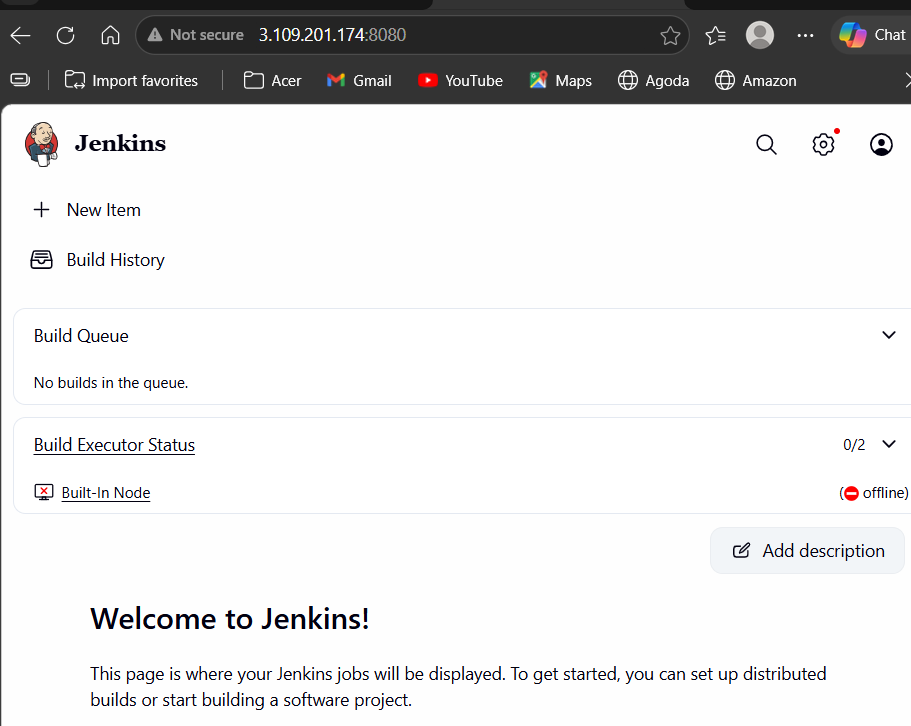 Not secure 3.109.201.174:8080 Chat
Import favorites Acer Gmail YouTube Maps Agoda Amazon
Jenkins
New Item
Build History
Build Queue
No builds in the queue.
Build Executor Status 0/2
Built-In Node (offline)
Add description
Welcome to Jenkins!
This page is where your Jenkins jobs will be displayed. To get started, you can set up distributed
builds or start building a software project.